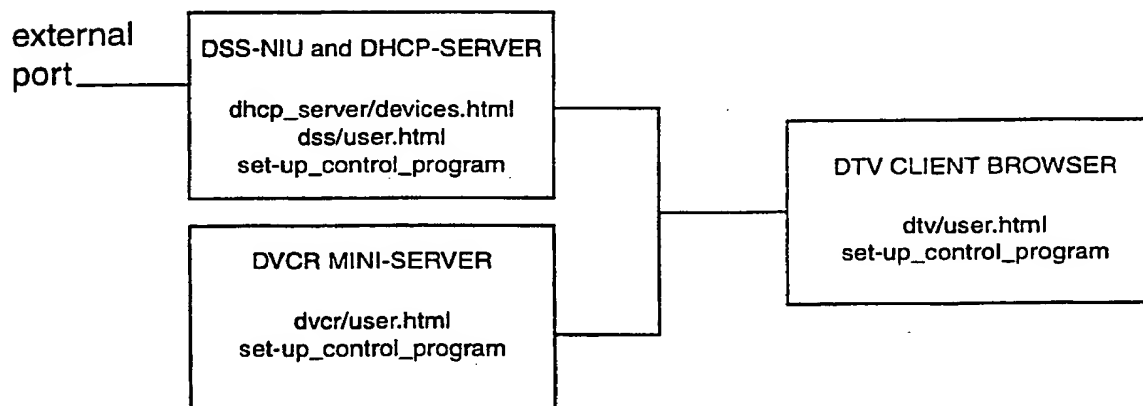 external
port
DSS-NIU and DHCP-SERVER
dhcp_server/devices.html
dss/user.html
set-up_control_program
DVCR MINI-SERVER
dvcr/user.html
set-up_control_program
DTV CLIENT BROWSER
dtv/user.html
set-up_control_program